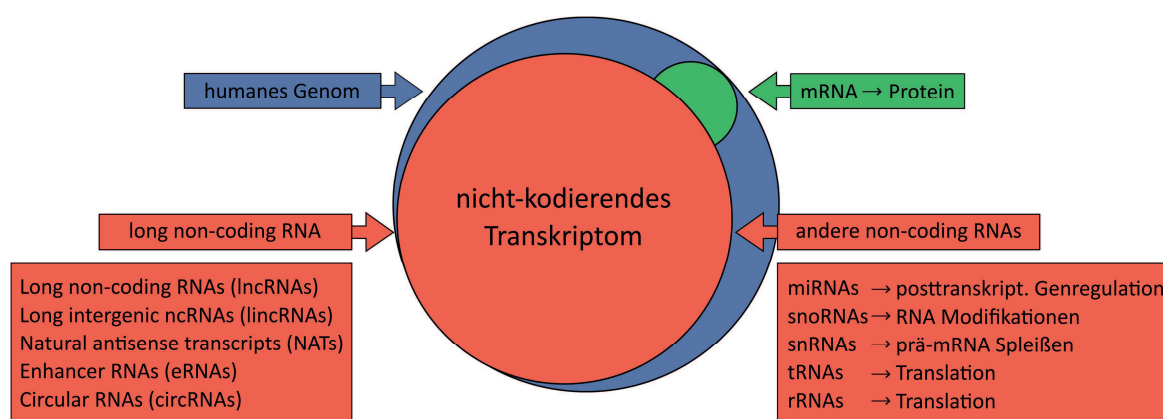 humanes Genom
mRNA → Protein
nicht-kodierendes
Transkriptom
long non-coding RNA
andere non-coding RNAs
Long non-coding RNAs (lncRNAs)
Long intergenic ncRNAs (lincRNAs)
Natural antisense transcripts (NATs)
Enhancer RNAs (eRNAs)
Circular RNAs (circRNAs)
miRNAs → posttranskript. Genregulation
snoRNAs → RNA Modifikationen
snRNAs → prä-mRNA Spleißen
tRNAs → Translation
rRNAs → Translation